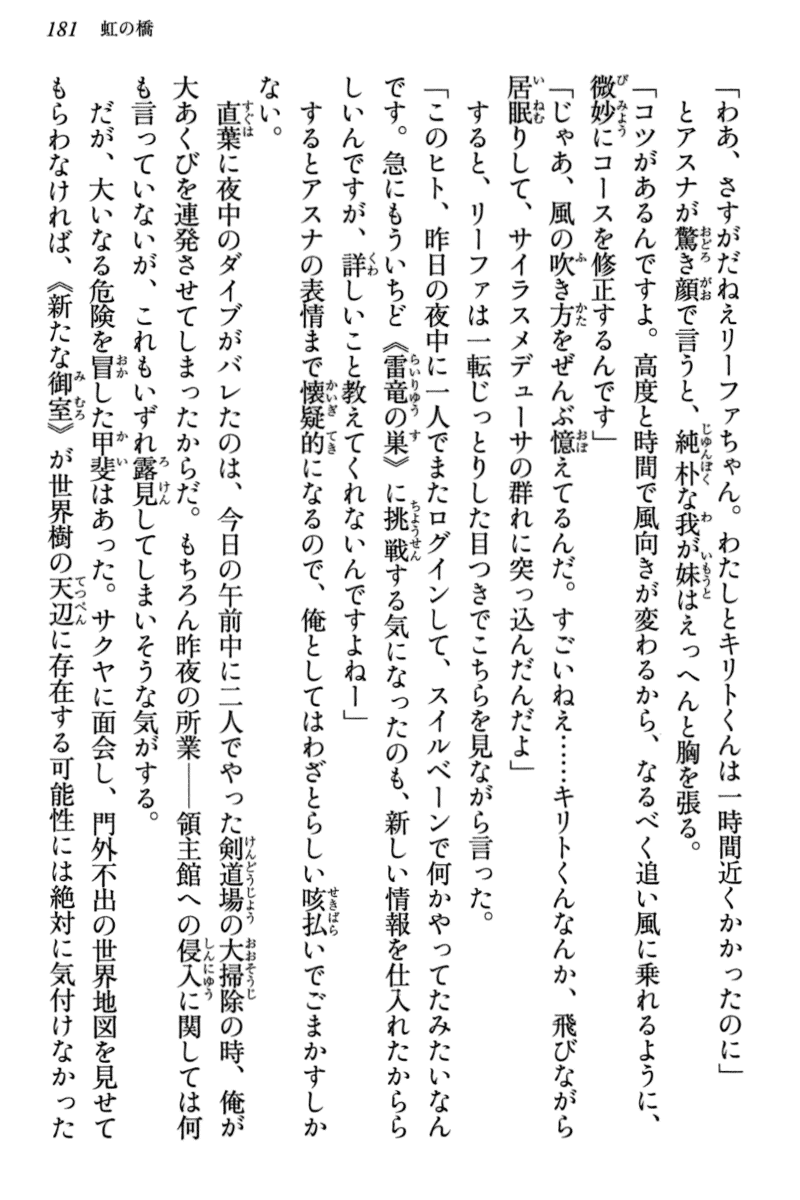 181 虹の橋
「わあ、さすがだねえリーファちゃん。わたしとキリトくんは一時間近くかかったのに」
とアスナが驚き顔で言うと、純朴な我が妹はえっへんと胸を張る。
「コツがあるんですよ。高度と時間で風向きが変わるから、なるべく追い風に乗れるように、
微妙にコースを修正するんです」
「じゃあ、風の吹き方をぜんぶ憶えてるんだ。すごいねえ……キリトくんなんか、飛びながら
居眠りして、サイラスメデューサの群れに突っ込んだんだよ」
すると、リーファは一転じっとりした目つきでこちらを見ながら言った。
「このヒト、昨日の夜中に一人でまたログインして、スイルベーンで何かやってたみたいなん
です。急にもういちど《雷竜の巣》に挑戦する気になったのも、新しい情報を仕入れたからら
しいんですが、詳しいこと教えてくれないんですよねー」
するとアスナの表情まで懐疑的になるので、俺としてはわざとらしい咳払いでごまかすしか
ない。
直葉に夜中のダイブがバレたのは、今日の午前中に二人でやった剣道場の大掃除の時、俺が
大あくびを連発させてしまったからだ。もちろん昨夜の所業――領主館への侵入に関しては何
も言っていないが、これもいずれ露見してしまいそうな気がする。
だが、大いなる危険を冒した甲斐はあった。サクヤに面会し、門外不出の世界地図を見せて
もらわなければ、《新たな御室》が世界樹の天辺に存在する可能性には絶対に気付けなかった